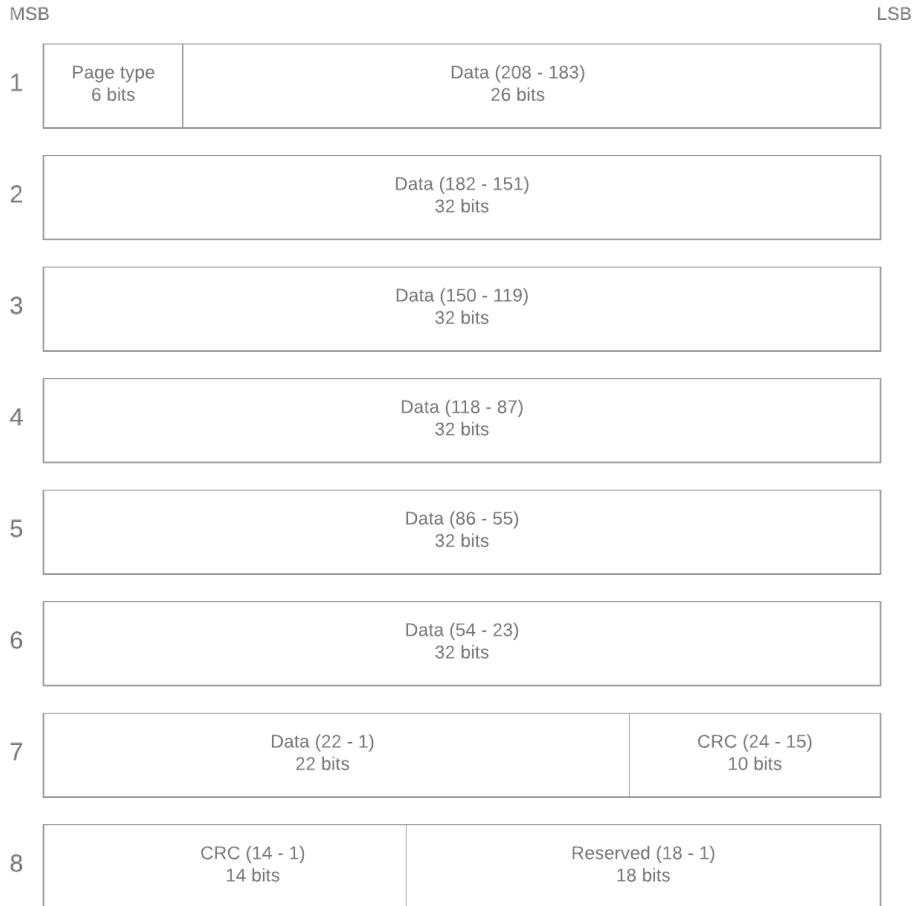 MSB LSB
1
Page type
6 bits
Data (208 - 183)
26 bits
2
Data (182 - 151)
32 bits
3
Data (150 - 119)
32 bits
4
Data (118 - 87)
32 bits
5
Data (86 - 55)
32 bits
6
Data (54 - 23)
32 bits
7
Data (22 - 1)
22 bits
CRC (24 - 15)
10 bits
8
CRC (14 - 1)
14 bits
Reserved (18 - 1)
18 bits